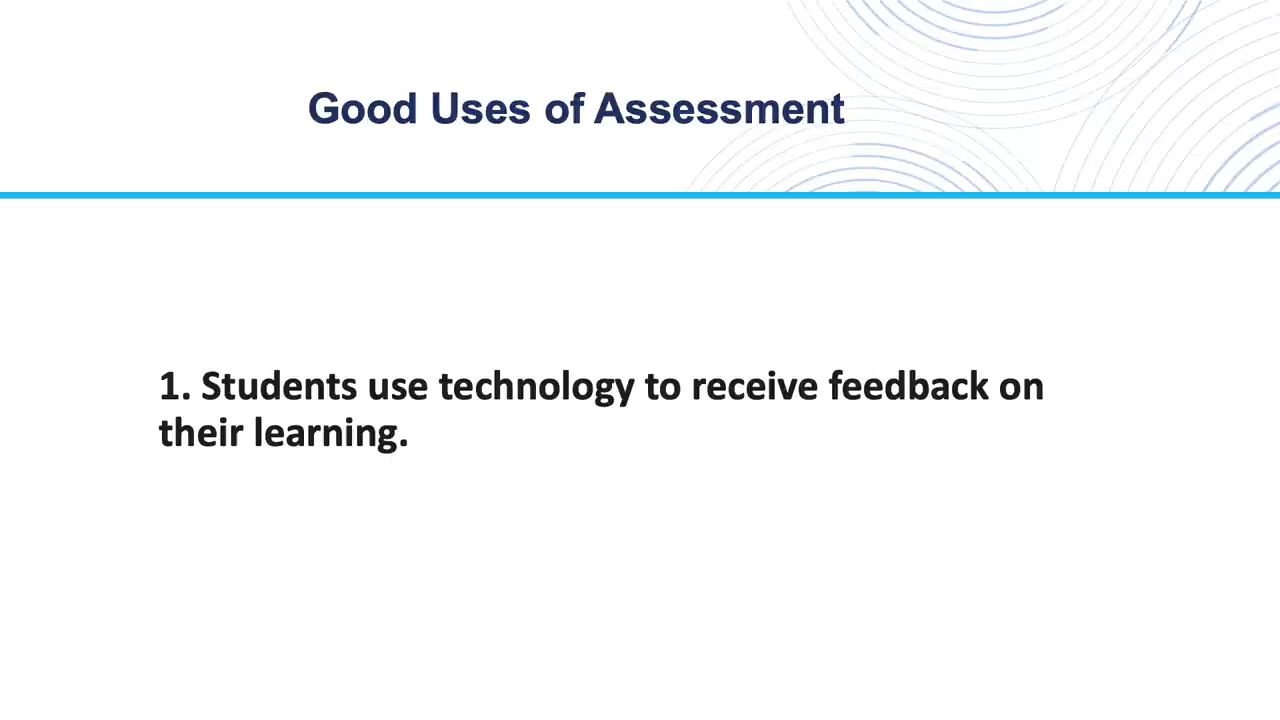 Good Uses of Assessment
1. Students use technology to receive feedback on
their learning.